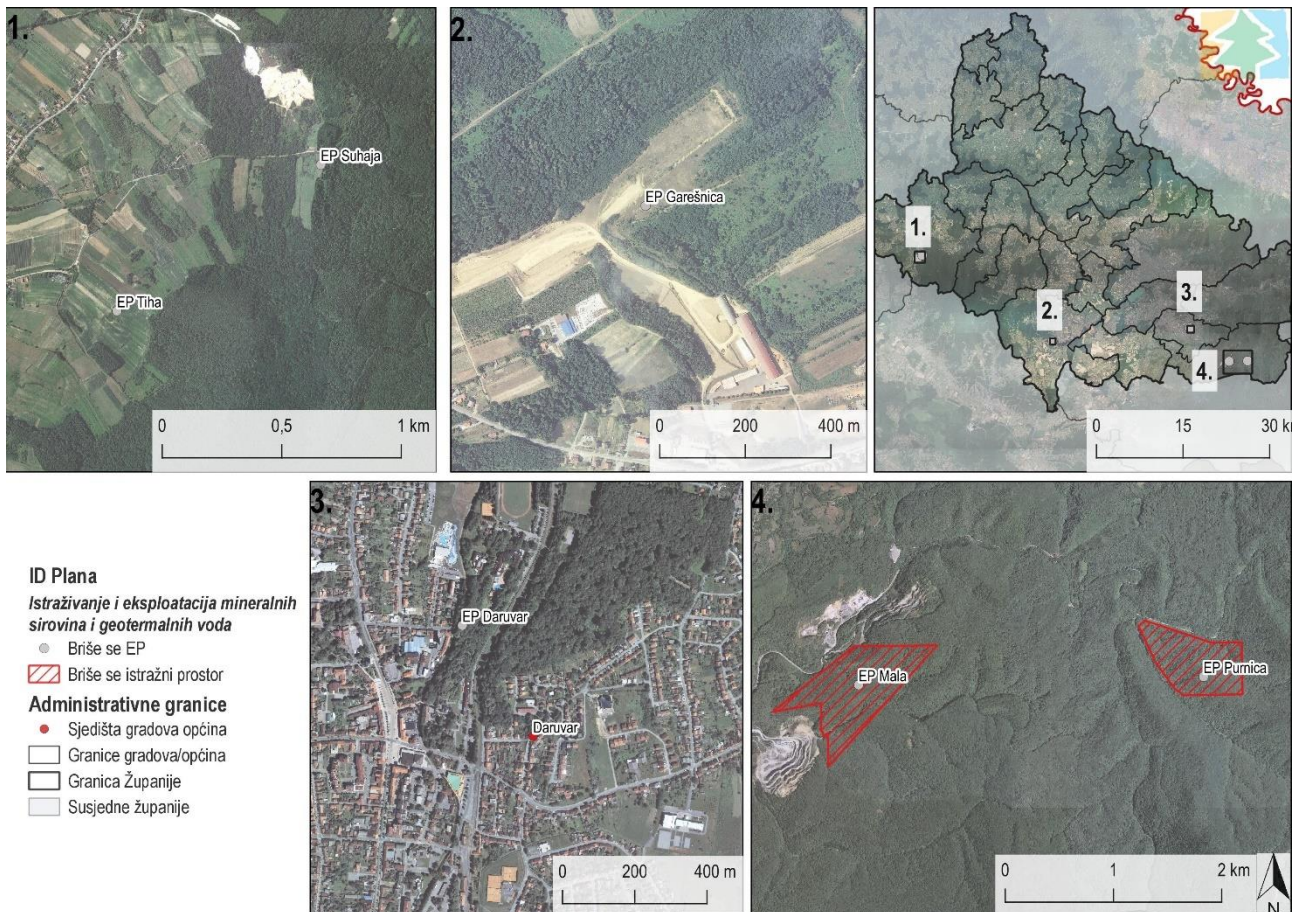 1.
EP Suhaja
EP Tiha
0 0,5 1 km
2.
EP Garešnica
0 200 400 m
1.
2.
3.
4.
0 15 30 km
ID Plana
Istraživanje i eksploatacija mineralnih
sirovina i geotermalnih voda
Briše se EP
Briše se istražni prostor
Administrativne granice
Sjedišta gradova općina
Granice gradova/općina
Granica Županije
Susjedne županije
3.
EP Daruvar
Daruvar
0 200 400 m
4.
EP Mala
EP Purnica
0 1 2 km
N